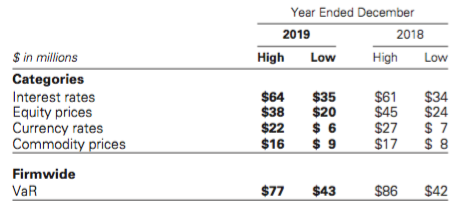 Year Ended December
2019 2018
$ in millions High Low High Low
Categories
Interest rates $64 $35 $61 $34
Equity prices $38 $20 $45 $24
Currency rates $22 $ 6 $27 $ 7
Commodity prices $16 $ 9 $17 $ 8
Firmwide
VaR $77 $43 $86 $42